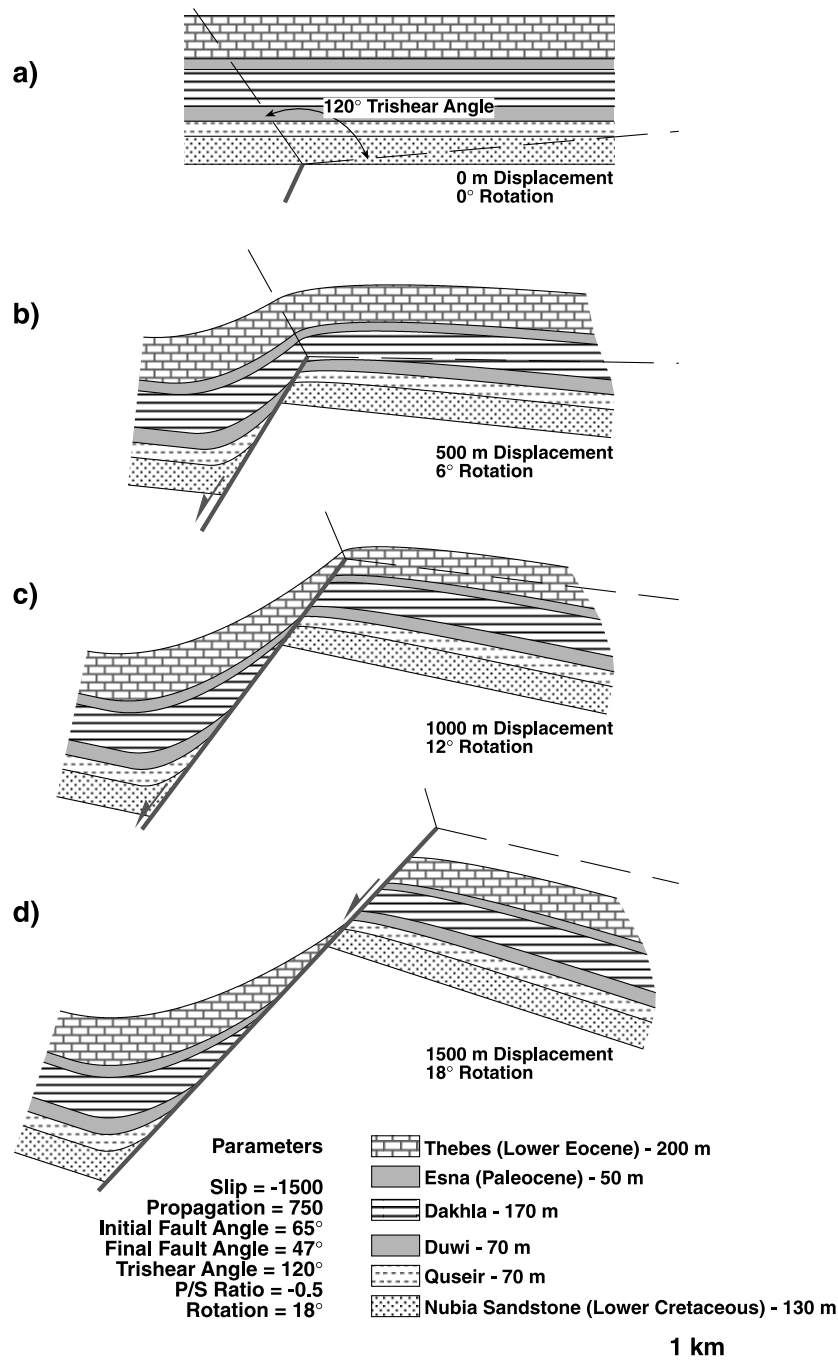 a)
120° Trishear Angle
0 m Displacement
0° Rotation
b)
500 m Displacement
6° Rotation
c)
1000 m Displacement
12° Rotation
d)
1500 m Displacement
18° Rotation
Parameters
Slip = -1500
Propagation = 750
Initial Fault Angle = 65°
Final Fault Angle = 47°
Trishear Angle = 120°
P/S Ratio = -0.5
Rotation = 18°
Thebes (Lower Eocene) - 200 m
Esna (Paleocene) - 50 m
Dakhla - 170 m
Duwi - 70 m
Quseir - 70 m
Nubia Sandstone (Lower Cretaceous) - 130 m
1 km